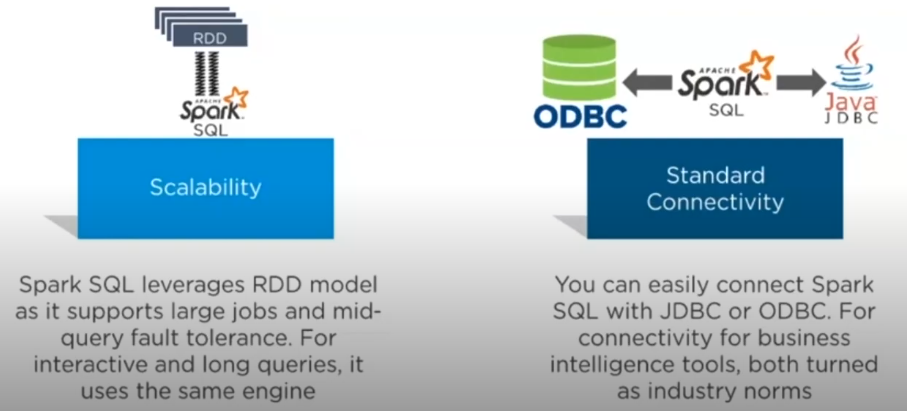 RDD
APACHE
Spark
SQL
Scalability
Spark SQL leverages RDD model
as it supports large jobs and mid-
query fault tolerance. For
interactive and long queries, it
uses the same engine
ODBC
APACHE
Spark
SQL
Java
JDBC
Standard
Connectivity
You can easily connect Spark
SQL with JDBC or ODBC. For
connectivity for business
intelligence tools, both turned
as industry norms